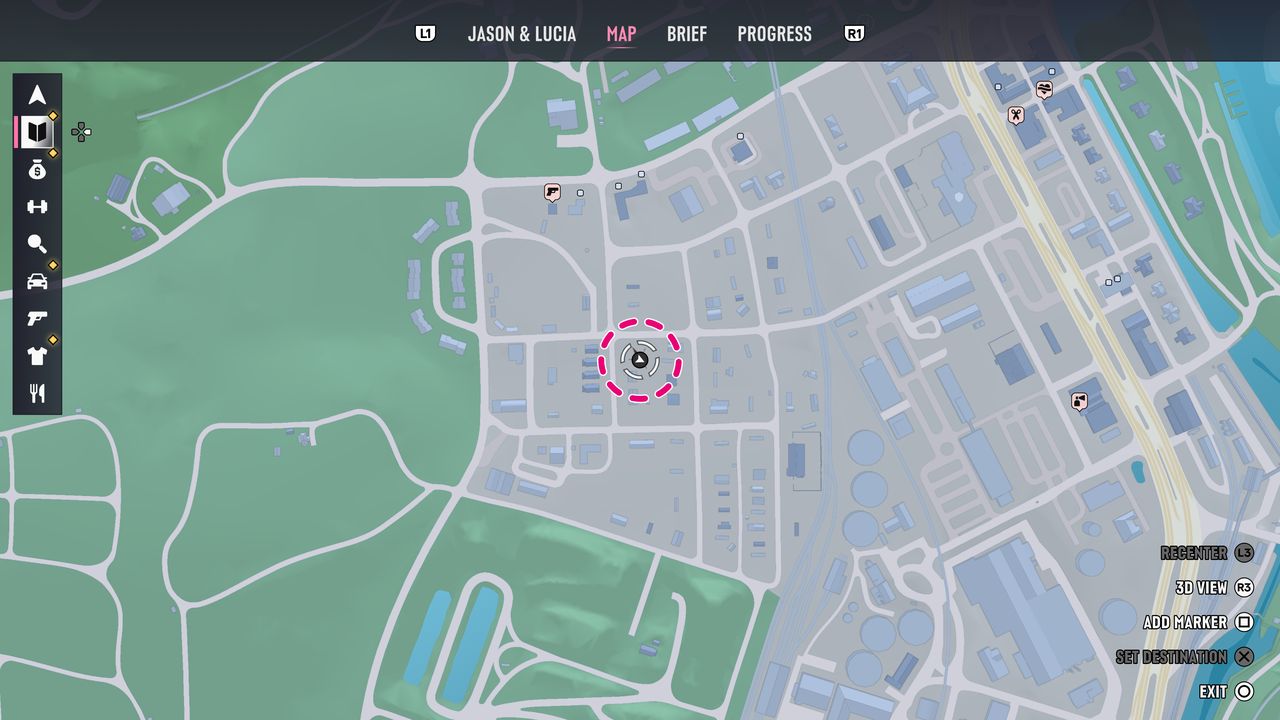 L1 JASON & LUCIA MAP BRIEF PROGRESS R1
RECENTER L3
3D VIEW R3
ADD MARKER
SET DESTINATION
EXIT